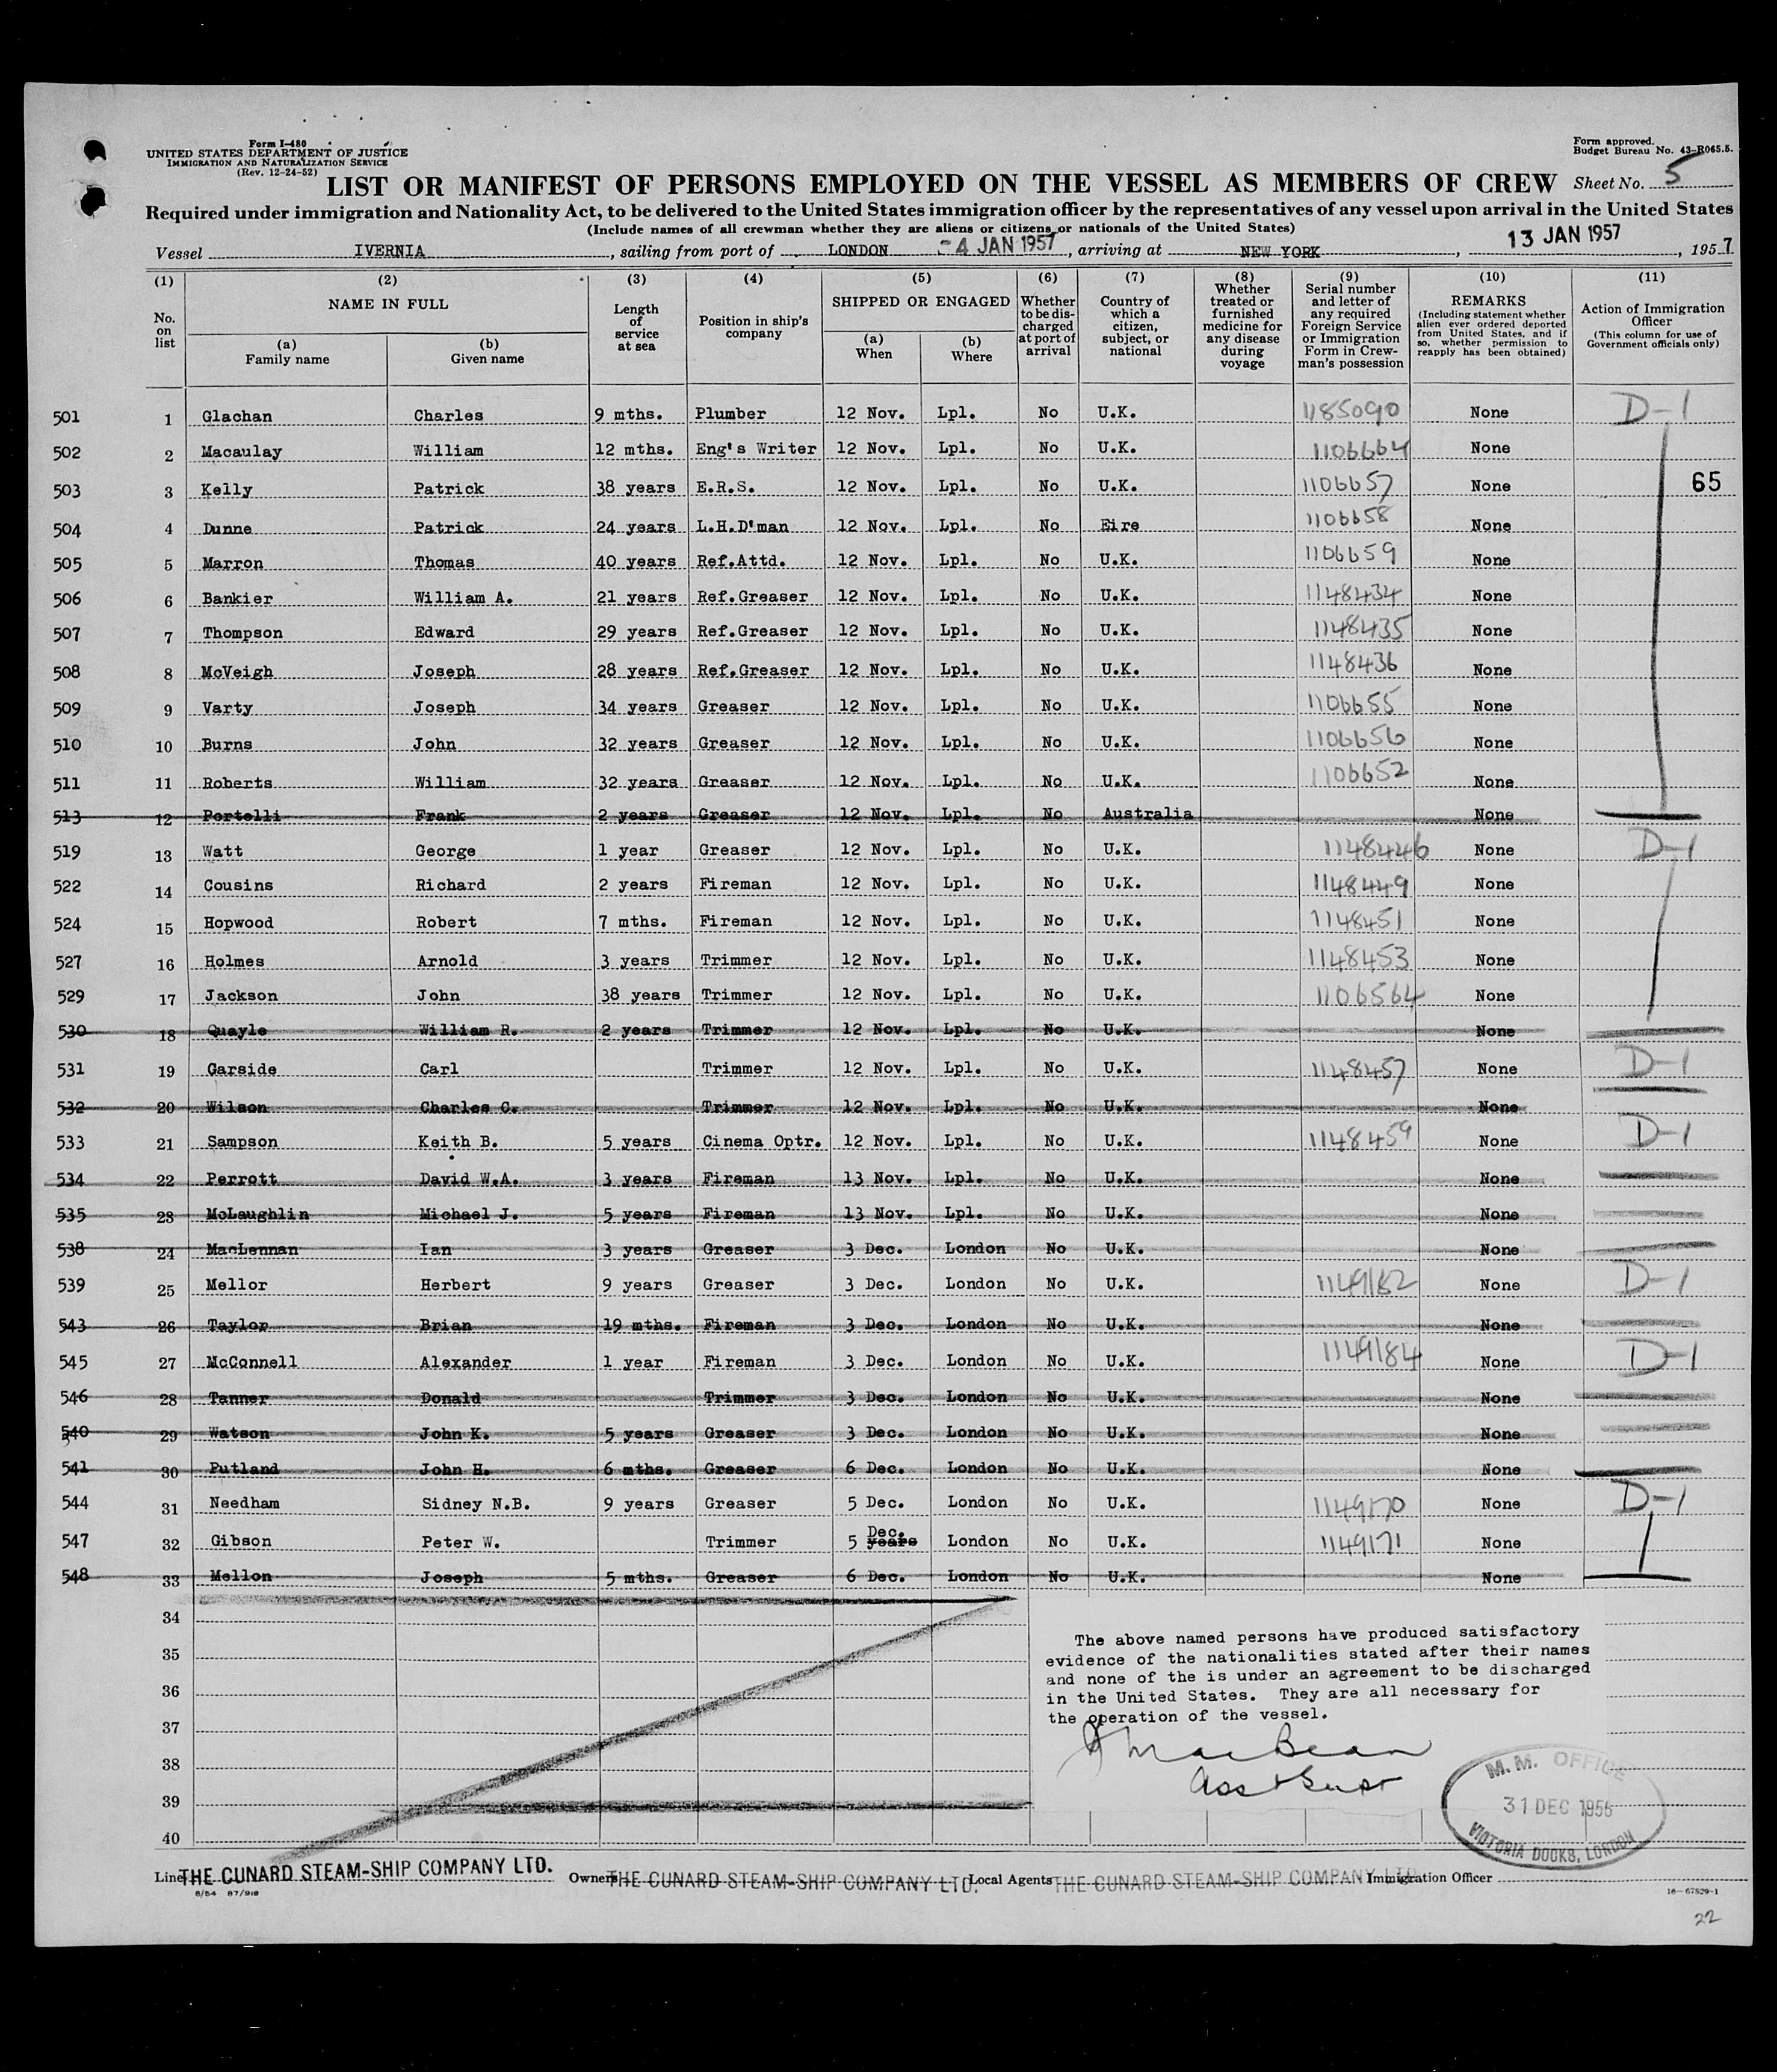 Form I-480
UNITED STATES DEPARTMENT OF JUSTICE
IMMIGRATION AND NATURALIZATION SERVICE
(Rev. 12-24-52)
Form approved.
Budget Bureau No. 43-R065.5.
LIST OR MANIFEST OF PERSONS EMPLOYED ON THE VESSEL AS MEMBERS OF CREW Sheet No. 5
Required under immigration and Nationality Act, to be delivered to the United States immigration officer by the representatives of any vessel upon arrival in the United States
(Include names of all crewman whether they are aliens or citizens or nationals of the United States)
Vessel IVERNIA, sailing from port of LONDON -4 JAN 1957, arriving at NEW YORK, 13 JAN 1957, 1957
(1) (2) (3) (4) (5) (6) (7) (8) (9) (10) (11)
No. on list
NAME IN FULL
(a) Family name
(b) Given name
Length of service at sea
Position in ship's company
SHIPPED OR ENGAGED
(a) When
(b) Where
Whether to be discharged at port of arrival
Country of which a citizen, subject, or national
Whether treated or furnished medicine for any disease during voyage
Serial number and letter of any required Foreign Service or Immigration Form in Crewman's possession
REMARKS
(Including statement whether alien ever ordered deported from United States, and if so, whether permission to reapply has been obtained)
Action of Immigration Officer
(This column for use of Government officials only)
501 1 Glachan Charles 9 mths. Plumber 12 Nov. Lpl. No U.K. 1185090 None D-1
502 2 Macaulay William 12 mths. Eng's Writer 12 Nov. Lpl. No U.K. 1106664 None
503 3 Kelly Patrick 38 years E.R.S. 12 Nov. Lpl. No U.K. 1106657 None 65
504 4 Dunne Patrick 24 years L.H.D'man 12 Nov. Lpl. No Eire 1106658 None
505 5 Marron Thomas 40 years Ref.Attd. 12 Nov. Lpl. No U.K. 1106659 None
506 6 Bankier William A. 21 years Ref.Greaser 12 Nov. Lpl. No U.K. 1148434 None
507 7 Thompson Edward 29 years Ref.Greaser 12 Nov. Lpl. No U.K. 1148435 None
508 8 McVeigh Joseph 28 years Ref.Greaser 12 Nov. Lpl. No U.K. 1148436 None
509 9 Varty Joseph 34 years Greaser 12 Nov. Lpl. No U.K. 1106655 None
510 10 Burns John 32 years Greaser 12 Nov. Lpl. No U.K. 1106656 None
511 11 Roberts William 32 years Greaser 12 Nov. Lpl. No U.K. 1106652 None
513 12 Portelli Frank 2 years Greaser 12 Nov. Lpl. No Australia None
519 13 Watt George 1 year Greaser 12 Nov. Lpl. No U.K. 1148446 None D-1
522 14 Cousins Richard 2 years Fireman 12 Nov. Lpl. No U.K. 1148449 None
524 15 Hopwood Robert 7 mths. Fireman 12 Nov. Lpl. No U.K. 1148451 None
527 16 Holmes Arnold 3 years Trimmer 12 Nov. Lpl. No U.K. 1148453 None
529 17 Jackson John 38 years Trimmer 12 Nov. Lpl. No U.K. 1106564 None
530 18 Quayle William R. 2 years Trimmer 12 Nov. Lpl. No U.K. None
531 19 Garside Carl Trimmer 12 Nov. Lpl. No U.K. 1148457 None D-1
532 20 Wilson Charles C. Trimmer 12 Nov. Lpl. No U.K. None
533 21 Sampson Keith B. 5 years Cinema Optr. 12 Nov. Lpl. No U.K. 1148459 None D-1
534 22 Perrott David W.A. 3 years Fireman 13 Nov. Lpl. No U.K. None
535 23 McLaughlin Michael J. 5 years Fireman 13 Nov. Lpl. No U.K. None
538 24 MacLennan Ian 3 years Greaser 3 Dec. London No U.K. None
539 25 Mellor Herbert 9 years Greaser 3 Dec. London No U.K. 1149162 None D-1
543 26 Taylor Brian 19 mths. Fireman 3 Dec. London No U.K. None
545 27 McConnell Alexander 1 year Fireman 3 Dec. London No U.K. 1149184 None D-1
546 28 Tanner Donald Trimmer 3 Dec. London No U.K. None
540 29 Watson John K. 5 years Greaser 3 Dec. London No U.K. None
541 30 Putland John H. 6 mths. Greaser 6 Dec. London No U.K. None
544 31 Needham Sidney N.B. 9 years Greaser 5 Dec. London No U.K. 1149170 None D-1
547 32 Gibson Peter W. Trimmer 5 years Dec. London No U.K. 1149171 None
548 33 Mellon Joseph 5 mths. Greaser 6 Dec. London No U.K. None
34
35
36
37
38
39
40
The above named persons have produced satisfactory
evidence of the nationalities stated after their names
and none of the is under an agreement to be discharged
in the United States. They are all necessary for
the operation of the vessel.
MacBean
Asst Supt
M.M. OFFICE
31 DEC 1956
VICTORIA DOCKS, LONDON
Line THE CUNARD STEAM-SHIP COMPANY LTD. Owners THE CUNARD STEAM-SHIP COMPANY LTD. Local Agents THE CUNARD STEAM-SHIP COMPANY LTD. Immigration Officer
8/54 87/918
16-67829-1
22